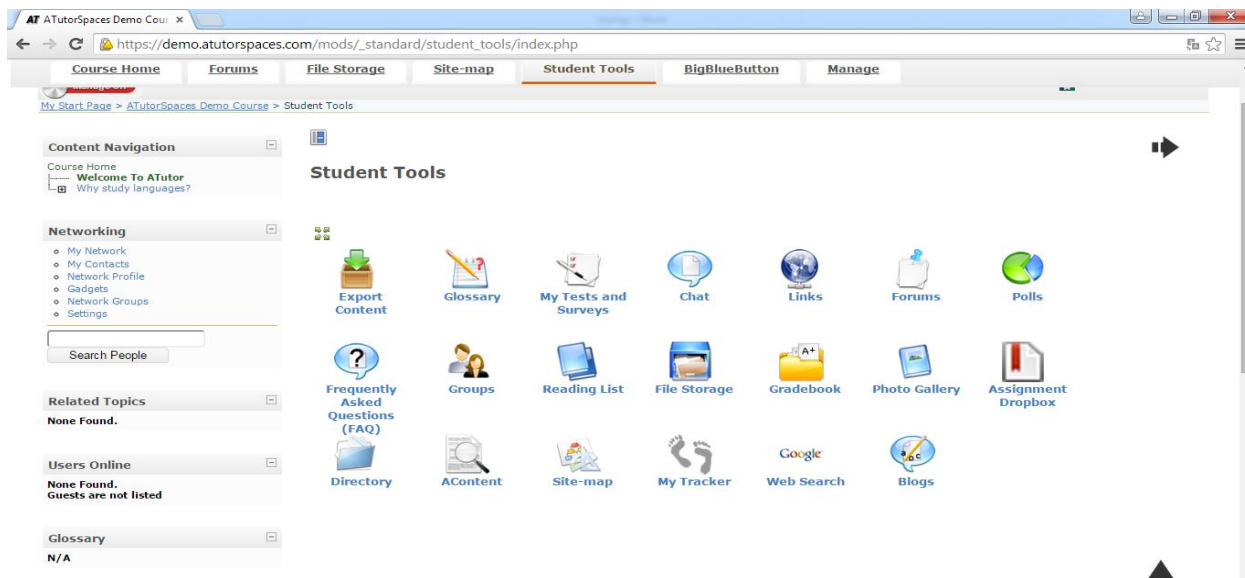 AT ATutorSpaces Demo Cour
https://demo.atutorspaces.com/mods/_standard/student_tools/index.php
Course Home Forums File Storage Site-map Student Tools BigBlueButton Manage
My Start Page > ATutorSpaces Demo Course > Student Tools
Content Navigation
Course Home
Welcome To ATutor
Why study languages?
Student Tools
Networking
My Network
My Contacts
Network Profile
Gadgets
Network Groups
Settings
Search People
Related Topics
None Found.
Users Online
None Found.
Guests are not listed
Glossary
N/A
Export
Content
Glossary
My Tests and
Surveys
Chat
Links
Forums
Polls
Frequently
Asked
Questions
(FAQ)
Groups
Reading List
File Storage
A+
Gradebook
Photo Gallery
Assignment
Dropbox
Directory
AContent
Site-map
My Tracker
Google
Web Search
Blogs